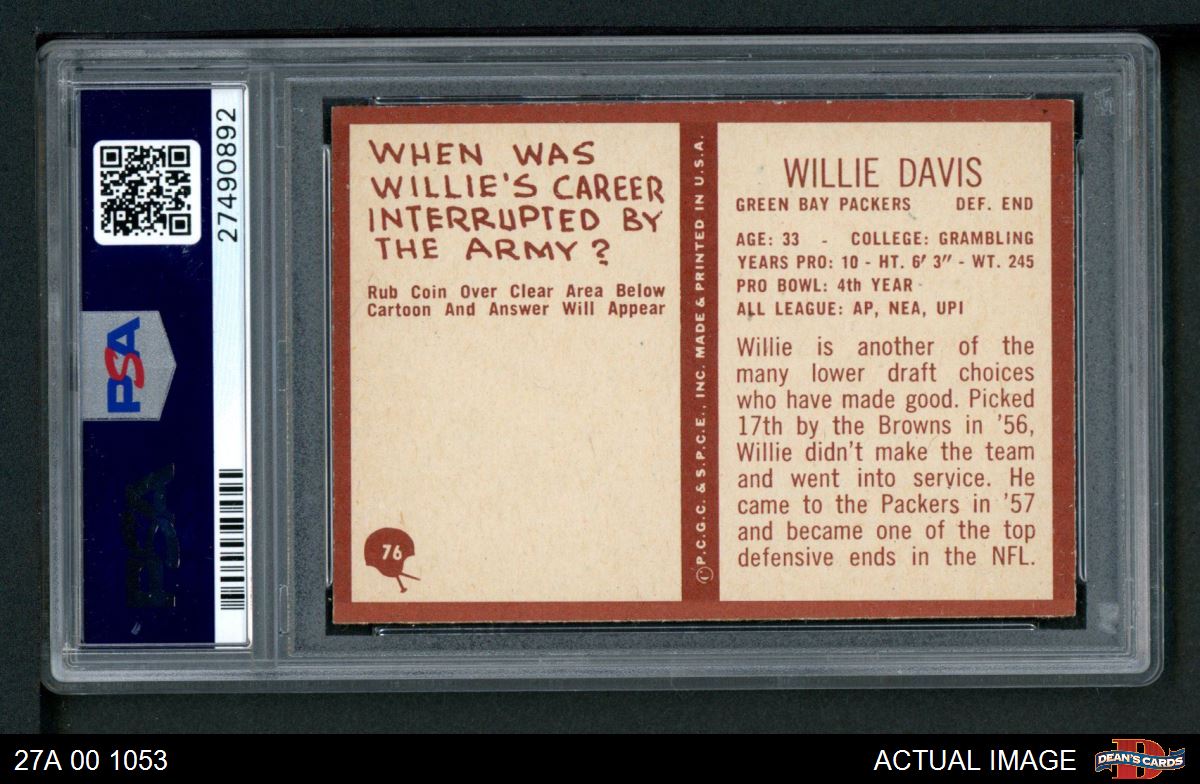 27490892
PSA
PSA
WHEN WAS
WILLIE'S CAREER
INTERRUPTED BY
THE ARMY?
Rub Coin Over Clear Area Below
Cartoon And Answer Will Appear
76
©P.C.G.C. & S.P.C.E., INC. MADE & PRINTED IN U.S.A.
WILLIE DAVIS
GREEN BAY PACKERS DEF. END
AGE: 33 - COLLEGE: GRAMBLING
YEARS PRO: 10 - HT. 6' 3" - WT. 245
PRO BOWL: 4th YEAR
ALL LEAGUE: AP, NEA, UPI
Willie is another of the
many lower draft choices
who have made good. Picked
17th by the Browns in '56,
Willie didn't make the team
and went into service. He
came to the Packers in '57
and became one of the top
defensive ends in the NFL.
27A 00 1053
ACTUAL IMAGE
D
DEAN'S CARDS